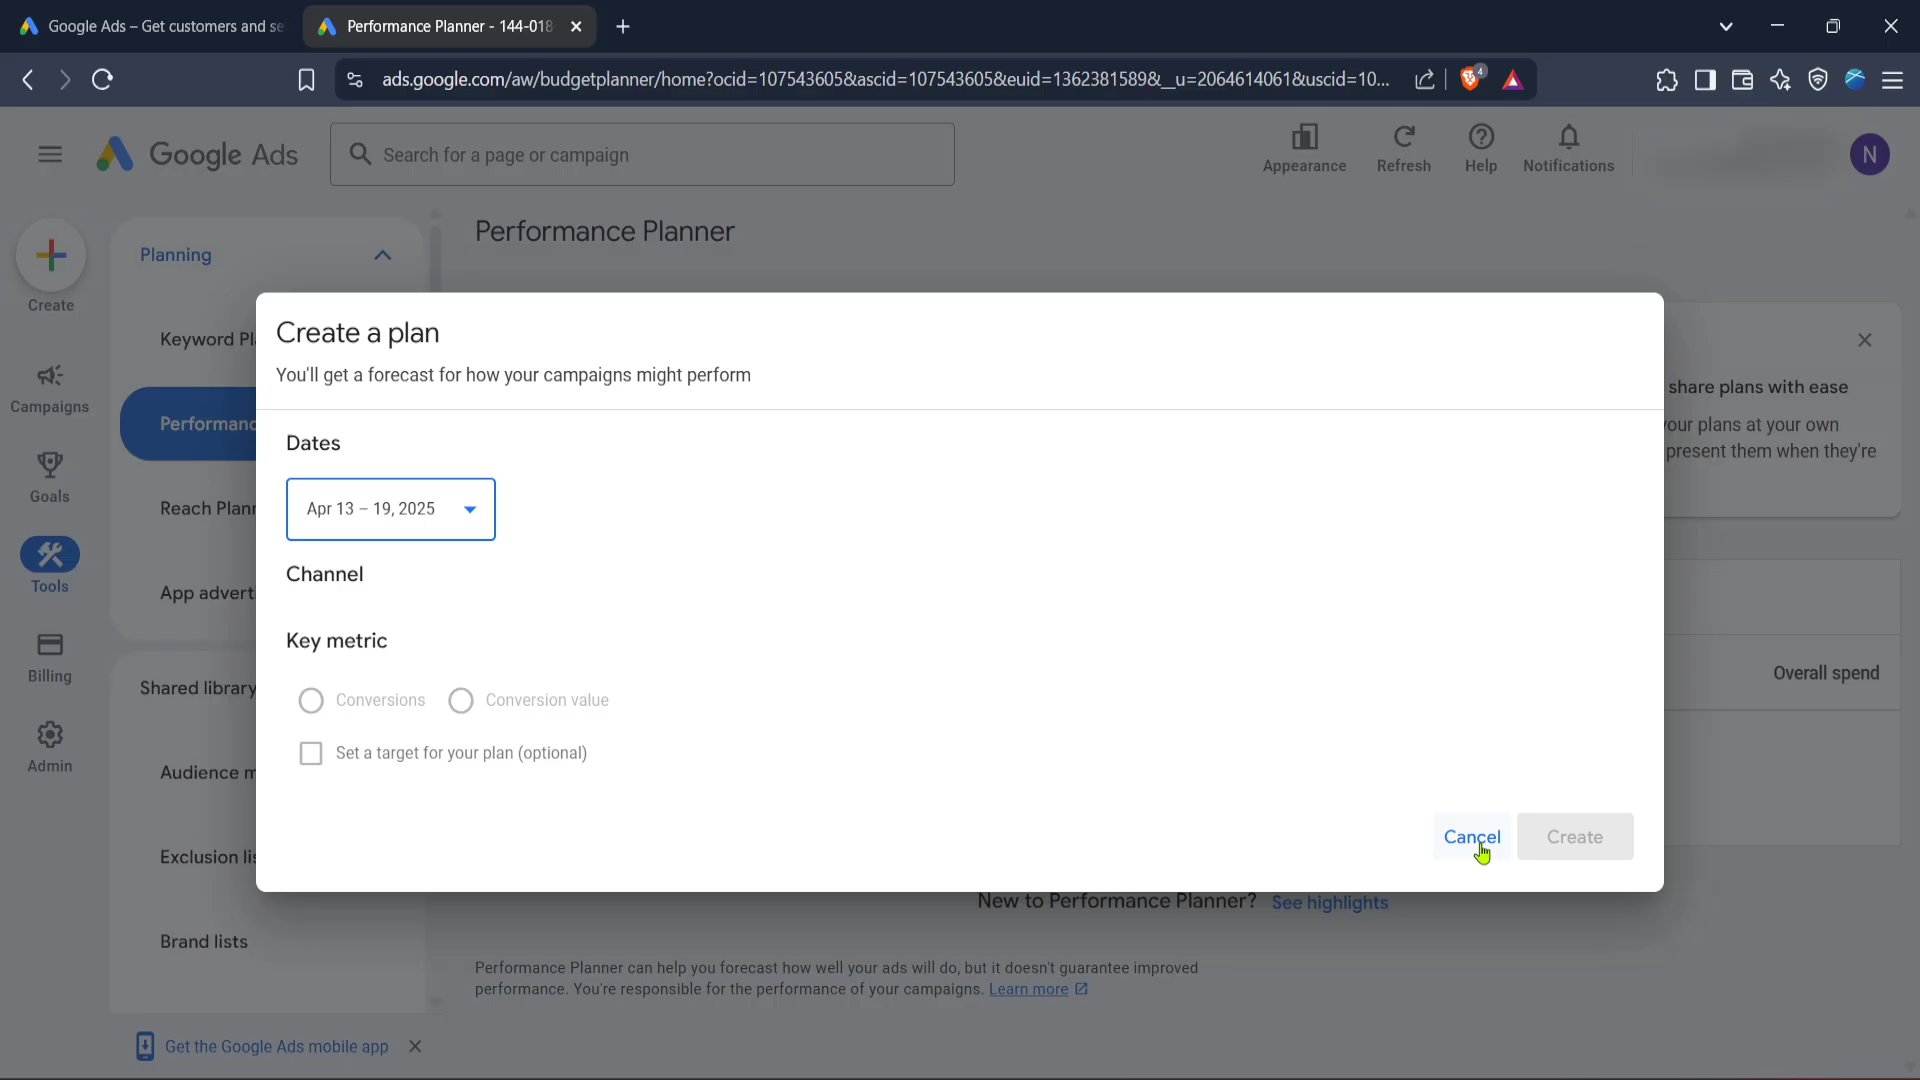 Google Ads – Get customers and se
Performance Planner - 144-018
ads.google.com/aw/budgetplanner/home?ocid=107543605&ascid=107543605&euid=1362381589&__u=2064614061&uscid=10...
4
Google Ads
Search for a page or campaign
Appearance
Refresh
Help
Notifications
N
Create
Campaigns
Goals
Tools
Billing
Admin
Planning
Keyword Pl
Performanc
Reach Plan
App advert
Shared library
Audience m
Exclusion lis
Brand lists
Get the Google Ads mobile app
Performance Planner
share plans with ease
our plans at your own
present them when they're
Overall spend
Create a plan
You'll get a forecast for how your campaigns might perform
Dates
Apr 13 – 19, 2025
Channel
Key metric
Conversions
Conversion value
Set a target for your plan (optional)
Cancel
Create
New to Performance Planner? See highlights
Performance Planner can help you forecast how well your ads will do, but it doesn't guarantee improved
performance. You're responsible for the performance of your campaigns. Learn more